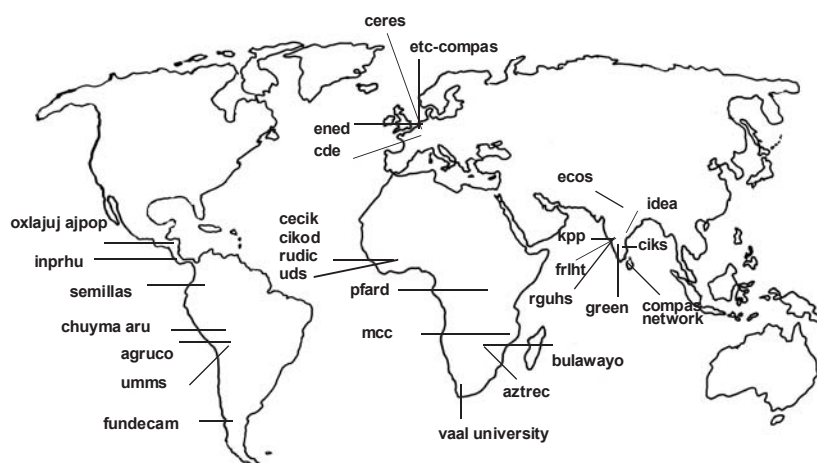 ceres
etc-compas
ened
cde
ecos
idea
oxlajuj ajpop
cecik
cikod
rudic
uds
kpp
ciks
inprhu
frlht
semillas
pfard
rguhs
green
compas
network
chuyma aru
mcc
agruco
bulawayo
umms
aztrec
fundecam
vaal university